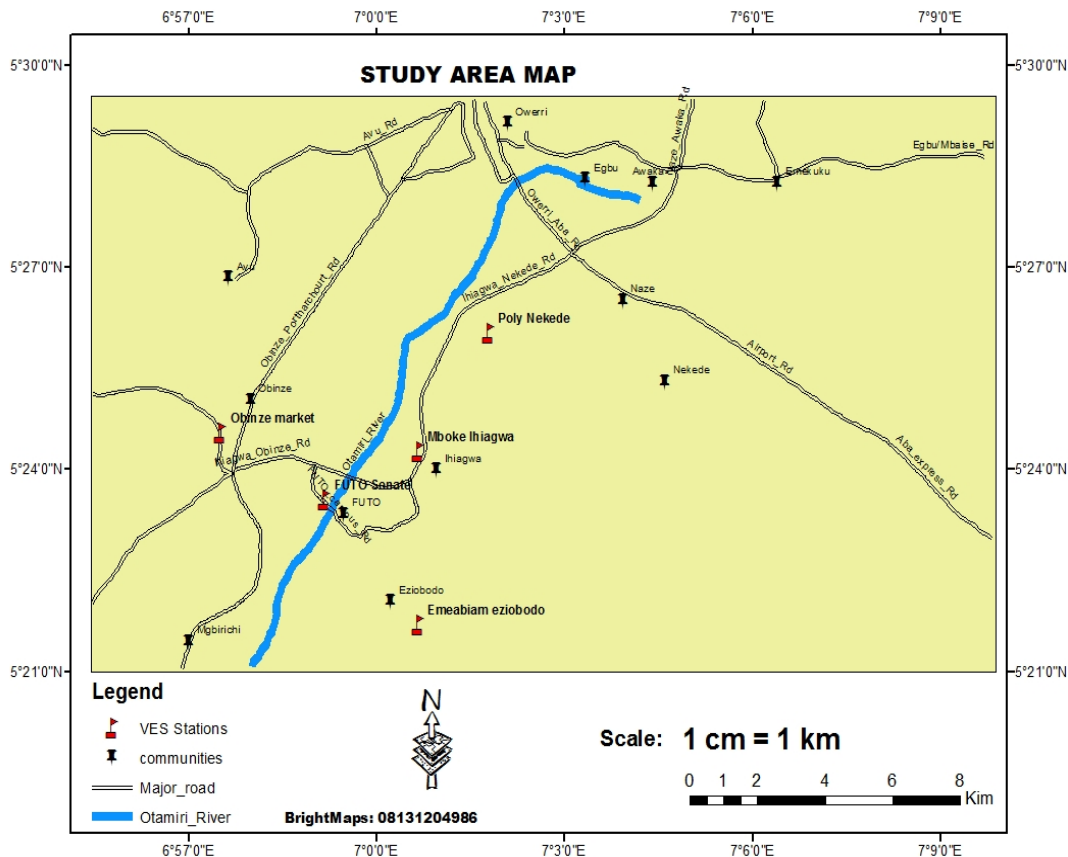 6°57'0"E
7°0'0"E
7°3'0"E
7°6'0"E
7°9'0"E
5°30'0"N
5°30'0"N
STUDY AREA MAP
Owerri
Avu_Rd
Naze_Awaka_Rd
Egbu/Mbaise_Rd
Egbu
Awaka
Emekuku
Owerri_Aba_Rd
5°27'0"N
5°27'0"N
Avu
Ihiagwa_Nekede_Rd
Naze
Obinze_Portharchourt_Rd
Poly Nekede
Airport_Rd
Nekede
Obinze
Obinze market
Otamiri_River
Mboke Ihiagwa
Ihiagwa_Obinze_Rd
Ihiagwa
Aba_express_Rd
5°24'0"N
5°24'0"N
FUTO Senate
FUTO
Eziobodo
Emeabiam eziobodo
Mgbirichi
5°21'0"N
5°21'0"N
Legend
VES Stations
communities
Major_road
Otamiri_River
N
BrightMaps: 08131204986
Scale: 1 cm = 1 km
0 1 2 4 6 8
Kim
6°57'0"E
7°0'0"E
7°3'0"E
7°6'0"E
7°9'0"E